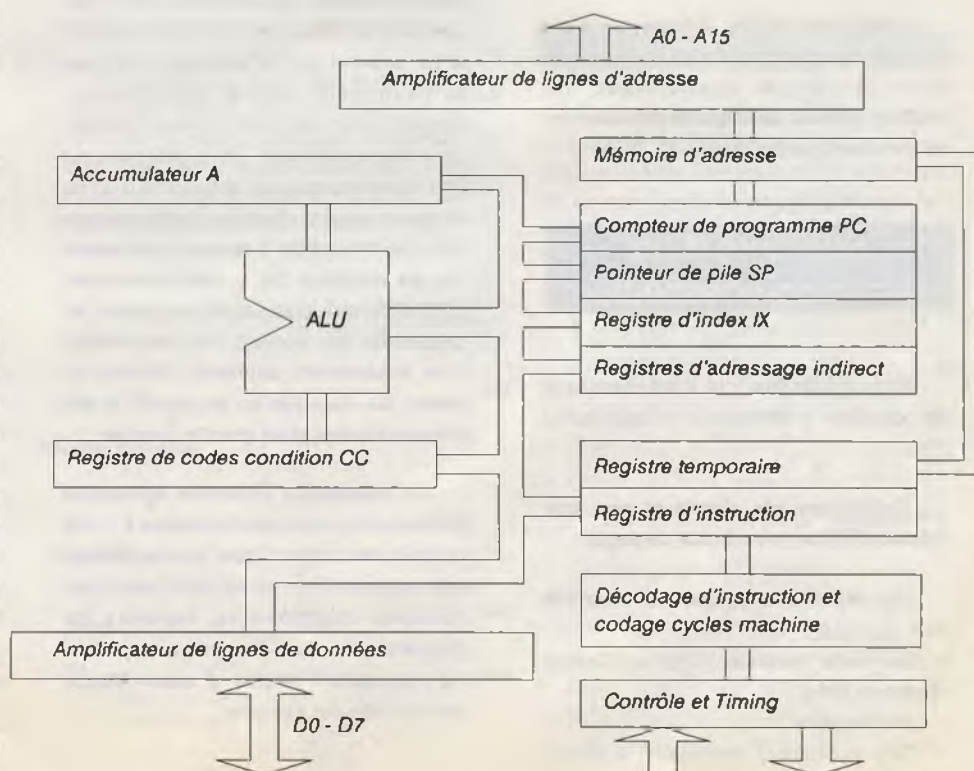 A0 - A15
Amplificateur de lignes d'adresse
Mémoire d'adresse
Accumulateur A
Compteur de programme PC
Pointeur de pile SP
ALU
Registre d'index IX
Registres d'adressage indirect
Registre de codes condition CC
Registre temporaire
Registre d'instruction
Décodage d'instruction et
codage cycles machine
Amplificateur de lignes de données
Contrôle et Timing
D0 - D7